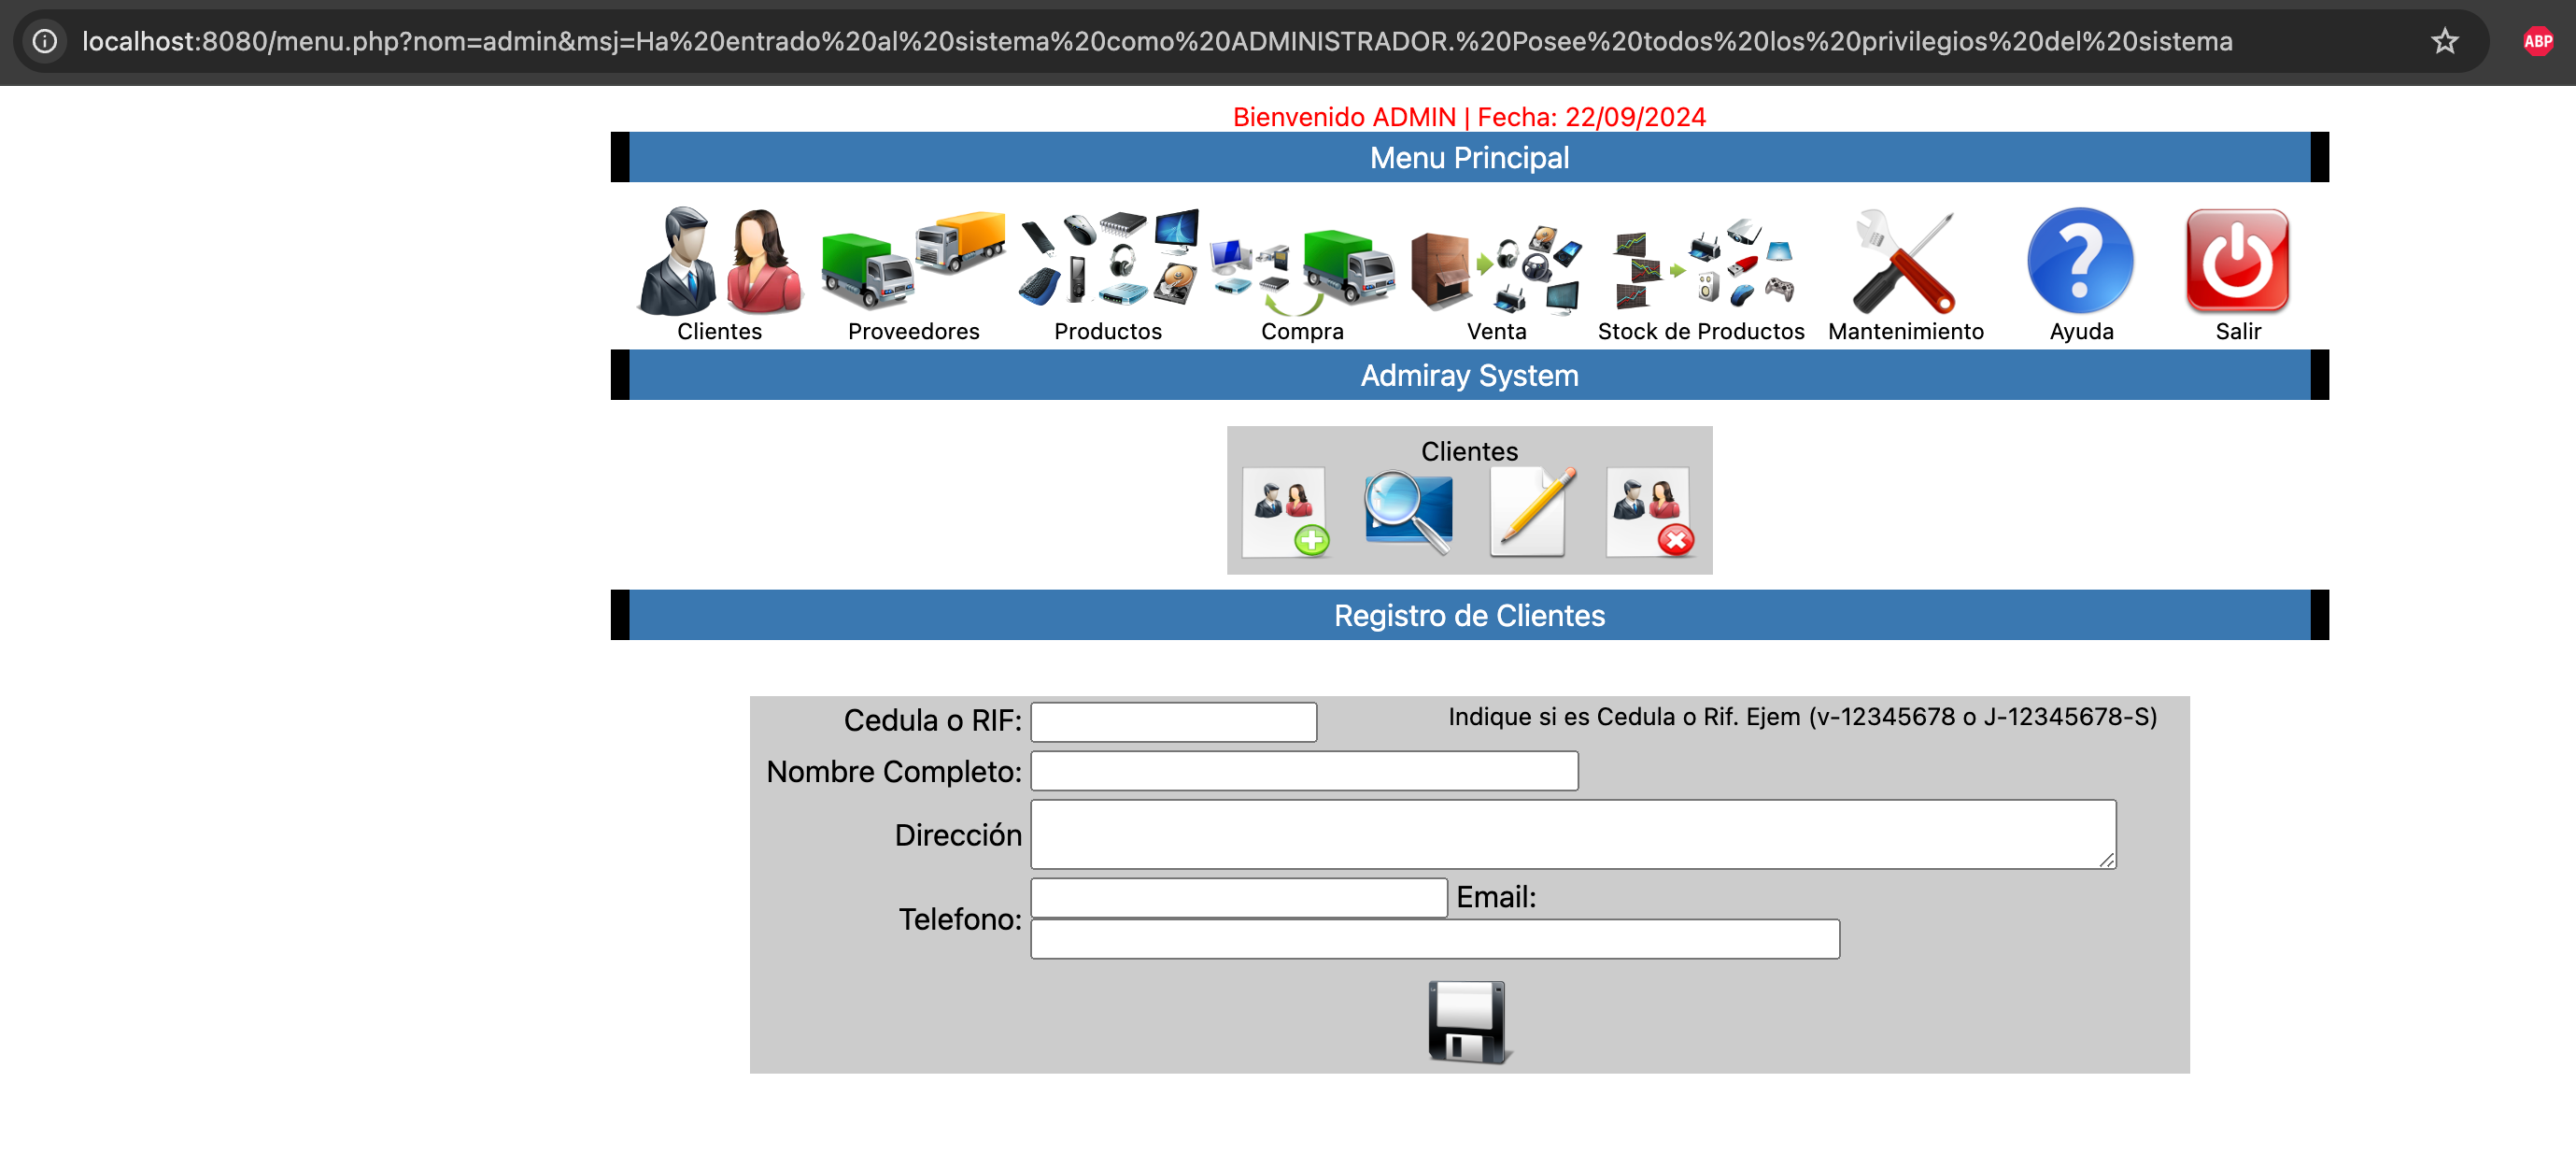 localhost:8080/menu.php?nom=admin&msj=Ha%20entrado%20al%20sistema%20como%20ADMINISTRADOR.%20Posee%20todos%20los%20privilegios%20del%20sistema
ABP
Bienvenido ADMIN | Fecha: 22/09/2024
Menu Principal
Clientes Proveedores Productos Compra Venta Stock de Productos Mantenimiento Ayuda Salir
Admiray System
Clientes
Registro de Clientes
Cedula o RIF: Indique si es Cedula o Rif. Ejem (v-12345678 o J-12345678-S)
Nombre Completo:
Dirección
Telefono: Email: